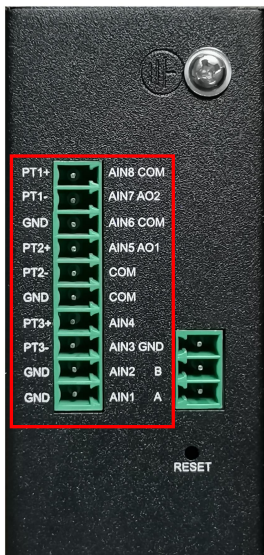 PT1+ AIN8 COM
PT1- AIN7 AO2
GND AIN6 COM
PT2+ AIN5 AO1
PT2- COM
GND COM
PT3+ AIN4
PT3- AIN3 GND
GND AIN2 B
GND AIN1 A
RESET